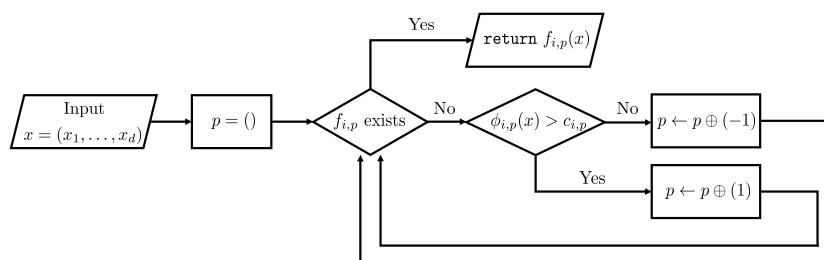 Yes
return f_{i,p}(x)
Input
x = (x_1, ..., x_d)
p = ()
f_{i,p} exists
No
ϕ_{i,p}(x) > c_{i,p}
No
p ← p ⊕ (−1)
Yes
p ← p ⊕ (1)